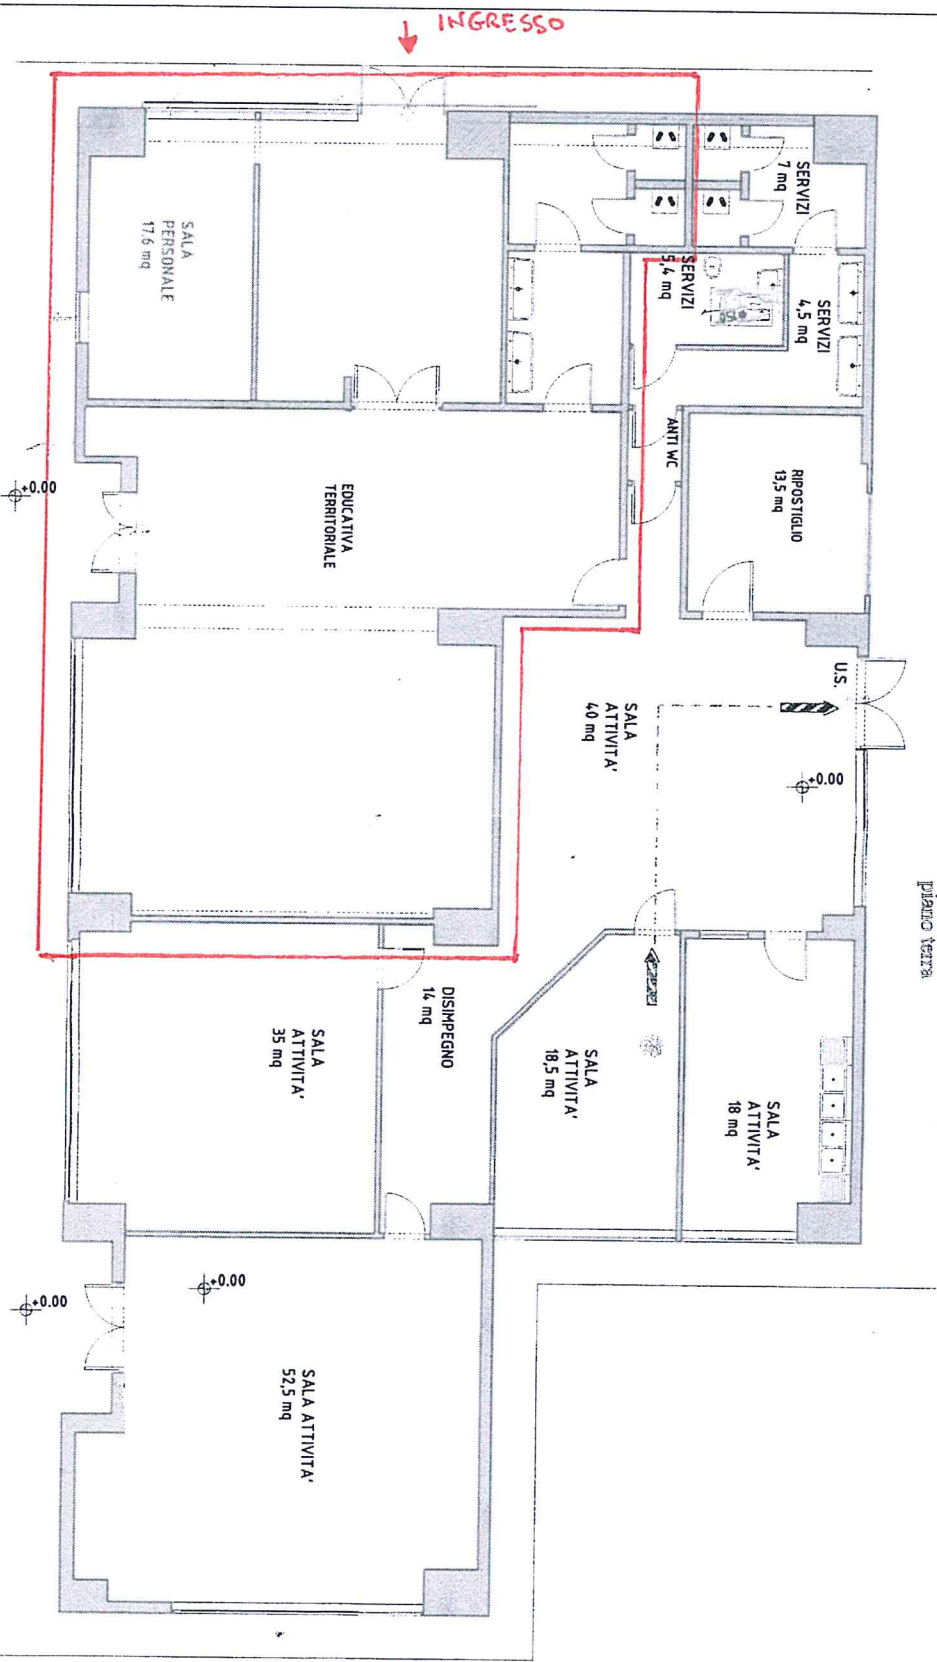 INGRESSO
SERVIZI
7 mq
SERVIZI
4,5 mq
SERVIZI
5,4 mq
SALA
PERSONALE
17.6 mq
ANTI WC
RIPOSTIGLIO
13,5 mq
EDUCATIVA
TERRITORIALE
+0.00
U.S.
SALA
ATTIVITA'
40 mq
+0.00
piano terra
DISIMPEGNO
14 mq
SALA
ATTIVITA'
35 mq
SALA
ATTIVITA'
18,5 mq
SALA
ATTIVITA'
18 mq
+0.00
+0.00
SALA ATTIVITA'
52,5 mq